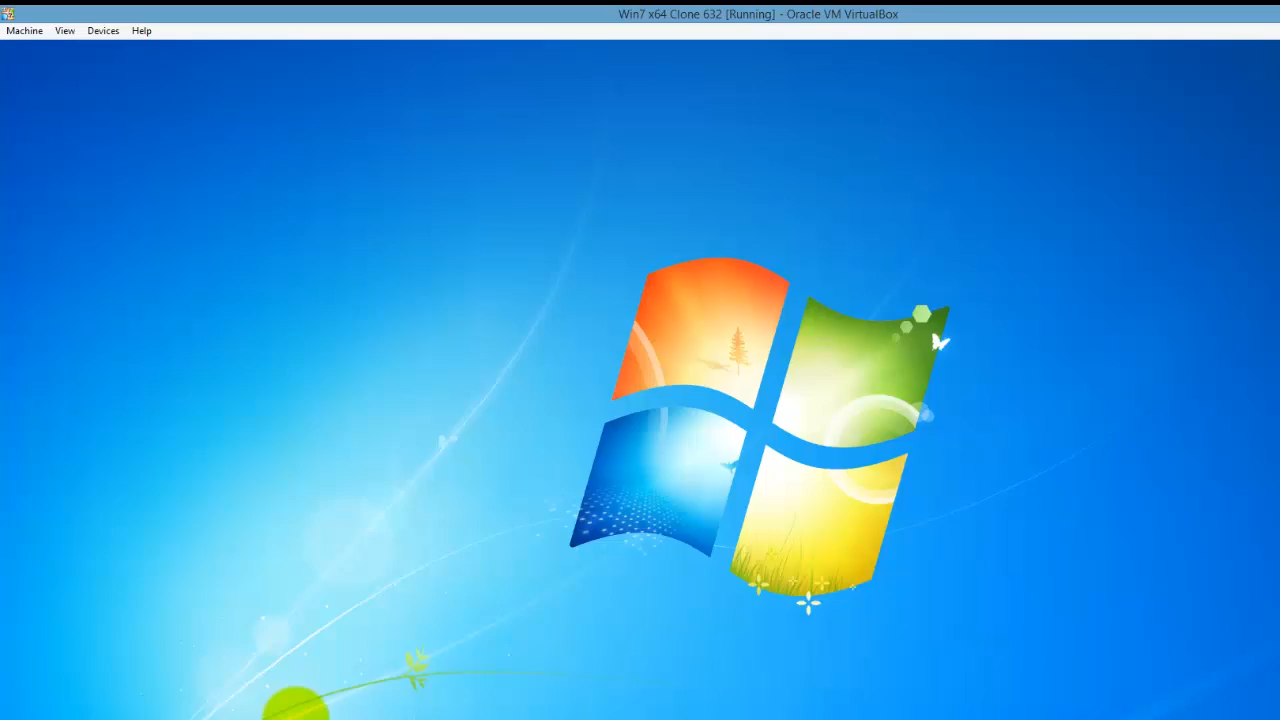 Win7 x64 Clone 632 [Running] - Oracle VM VirtualBox
Machine View Devices Help